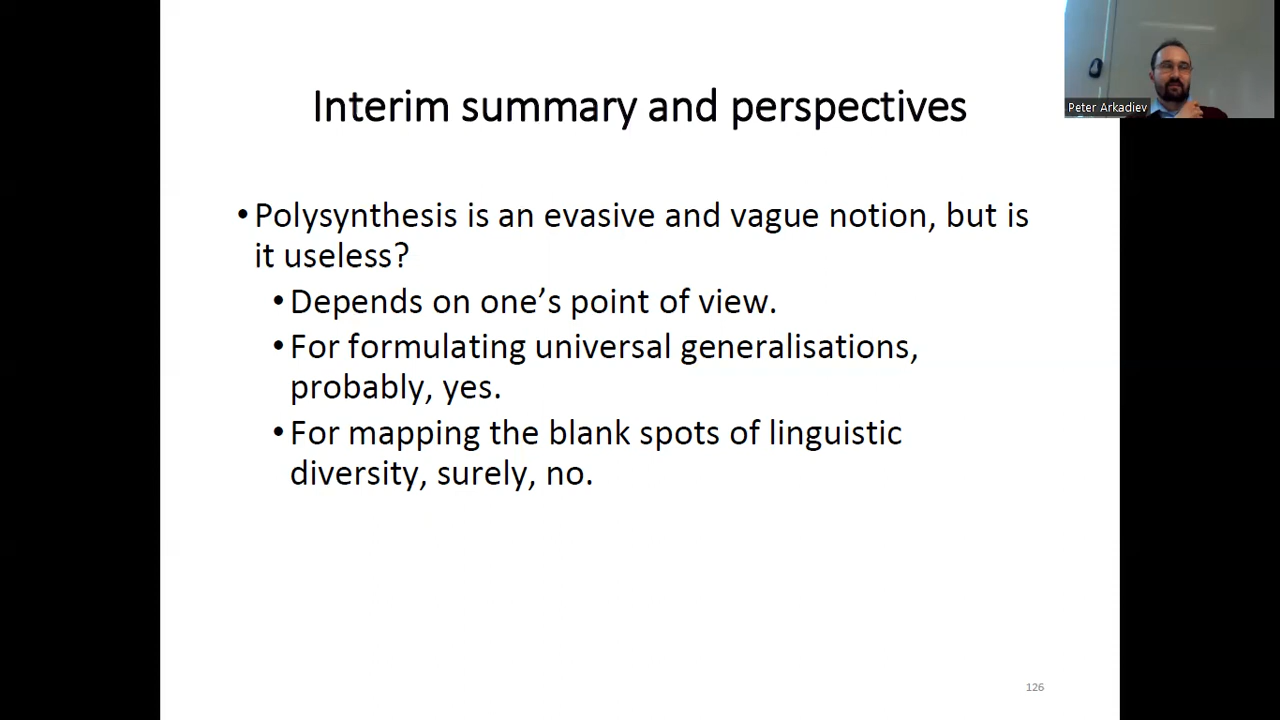 Interim summary and perspectives
Peter Arkadiev
• Polysynthesis is an evasive and vague notion, but is
it useless?
• Depends on one’s point of view.
• For formulating universal generalisations,
probably, yes.
• For mapping the blank spots of linguistic
diversity, surely, no.
126